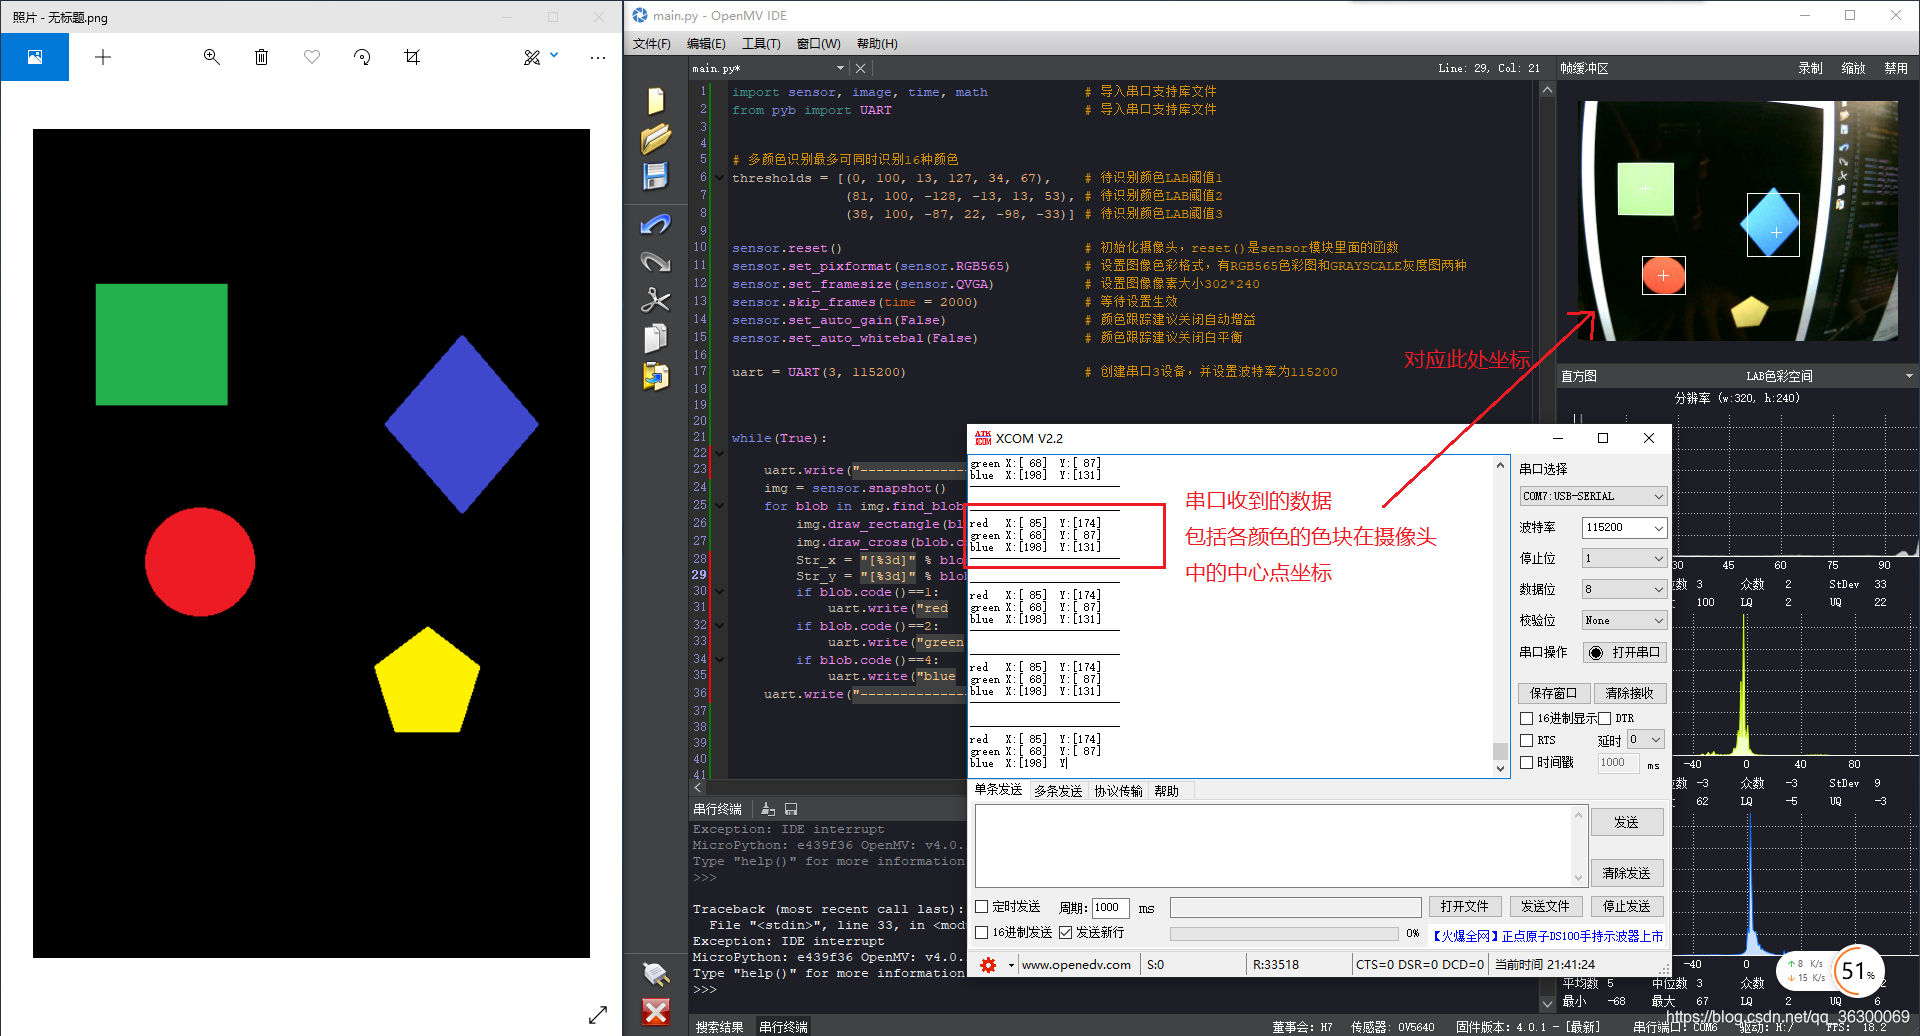 照片 - 无标题.png
main.py - OpenMV IDE
文件(F) 编辑(E) 工具(T) 窗口(W) 帮助(H)
main.py*
Line: 29, Col: 21
帧缓冲区
录制 缩放 禁用
1 import sensor, image, time, math # 导入串口支持库文件
2 from pyb import UART # 导入串口支持库文件
3
4
5 # 多颜色识别最多可同时识别16种颜色
6 thresholds = [(0, 100, 13, 127, 34, 67), # 待识别颜色LAB阈值1
7 (81, 100, -128, -13, 13, 53), # 待识别颜色LAB阈值2
8 (38, 100, -87, 22, -98, -33)] # 待识别颜色LAB阈值3
9
10 sensor.reset() # 初始化摄像头，reset()是sensor模块里面的函数
11 sensor.set_pixformat(sensor.RGB565) # 设置图像色彩格式，有RGB565色彩图和GRAYSCALE灰度图两种
12 sensor.set_framesize(sensor.QVGA) # 设置图像像素大小302*240
13 sensor.skip_frames(time = 2000) # 等待设置生效
14 sensor.set_auto_gain(False) # 颜色跟踪建议关闭自动增益
15 sensor.set_auto_whitebal(False) # 颜色跟踪建议关闭白平衡
16
17 uart = UART(3, 115200) # 创建串口3设备，并设置波特率为115200
18
19
20
21 while(True):
22
23 uart.write("--------------
24 img = sensor.snapshot()
25 for blob in img.find_blob
26 img.draw_rectangle(bl
27 img.draw_cross(blob.c
28 Str_x = "[%3d]" % blo
29 Str_y = "[%3d]" % blo
30 if blob.code()==1:
31 uart.write("red
32 if blob.code()==2:
33 uart.write("green
34 if blob.code()==4:
35 uart.write("blue
36 uart.write("--------------
37
38
39
40
41
对应此处坐标
直方图
LAB色彩空间
分辨率 (w:320, h:240)
XCOM V2.2
green X:[ 68] Y:[ 87]
blue X:[198] Y:[131]
red X:[ 85] Y:[174]
green X:[ 68] Y:[ 87]
blue X:[198] Y:[131]
red X:[ 85] Y:[174]
green X:[ 68] Y:[ 87]
blue X:[198] Y:[131]
red X:[ 85] Y:[174]
green X:[ 68] Y:[ 87]
blue X:[198] Y:[131]
red X:[ 85] Y:[174]
green X:[ 68] Y:[ 87]
blue X:[198] Y
串口收到的数据
包括各颜色的色块在摄像头
中的中心点坐标
串口选择
COM7:USB-SERIAL
波特率 115200
停止位 1
数据位 8
校验位 None
串口操作 打开串口
保存窗口 清除接收
16进制显示 DTR
RTS 延时 0
时间戳 1000 ms
单条发送 多条发送 协议传输 帮助
发送
清除发送
定时发送 周期: 1000 ms
打开文件 发送文件 停止发送
16进制发送 发送新行
0%
【火爆全网】正点原子DS100手持示波器上市
www.openedv.com S:0 R:33518 CTS=0 DSR=0 DCD=0 当前时间 21:41:24
30 45 60 75 90
位数 3 众数 2 StDev 33
100 LQ 2 UQ 22
-40 0 40 80
位数 -3 众数 -3 StDev 9
62 LQ -5 UQ -3
-40 0
平均数 5 中位数 3 众数
最小 -68 最大 67 LQ 2 UQ 6
8 K/s
15 K/s
51%
串行终端
Exception: IDE interrupt
MicroPython: e439f36 OpenMV: v4.0.
Type "help()" for more information
>>>
Traceback (most recent call last):
File "<stdin>", line 33, in <mod
Exception: IDE interrupt
MicroPython: e439f36 OpenMV: v4.0.
Type "help()" for more information
>>>
搜索结果 串行终端
董事会: H7 传感器: OV5640 固件版本: 4.0.1 - [最新] 串行端口: COM6 驱动: H:/ FPS: 18.2
https://blog.csdn.net/qq_36300069